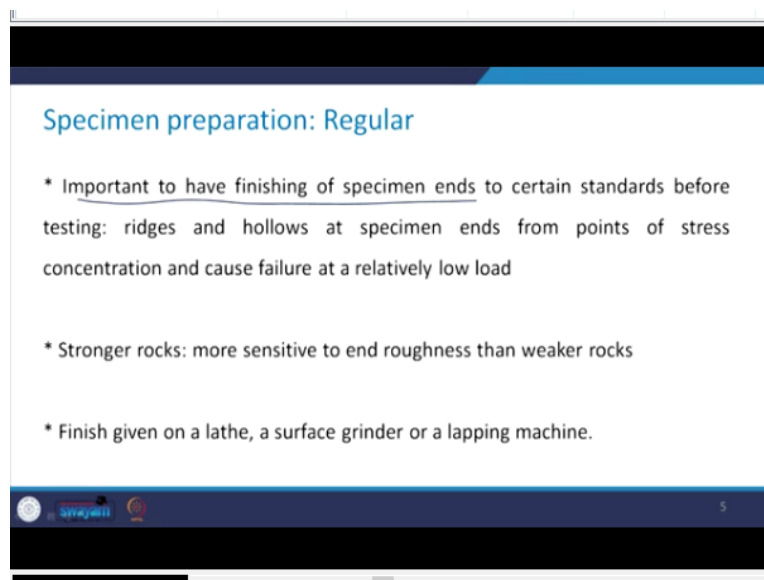 Specimen preparation: Regular
* Important to have finishing of specimen ends to certain standards before
testing: ridges and hollows at specimen ends from points of stress
concentration and cause failure at a relatively low load
* Stronger rocks: more sensitive to end roughness than weaker rocks
* Finish given on a lathe, a surface grinder or a lapping machine.
swayam
5